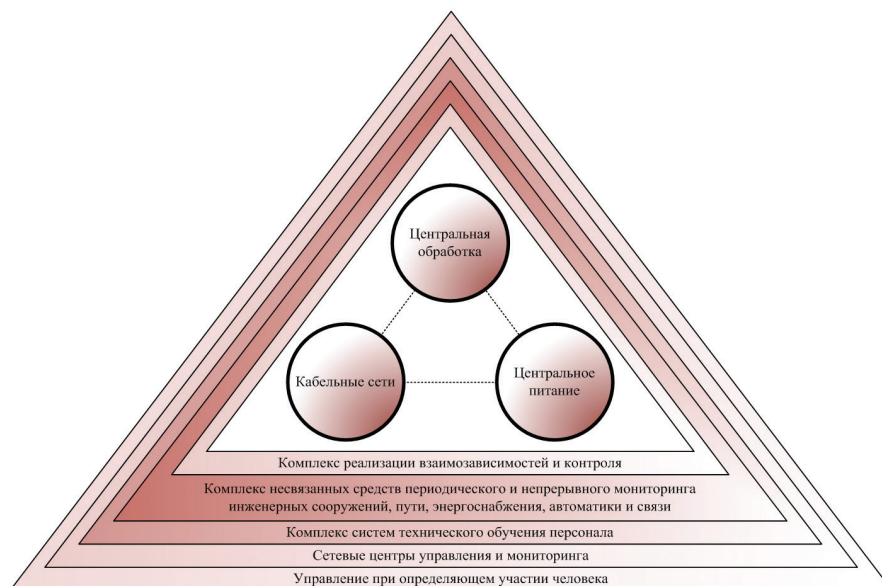 Центральная
обработка
Кабельные сети
Центральное
питание
Комплекс реализации взаимозависимостей и контроля
Комплекс несвязанных средств периодического и непрерывного мониторинга
инженерных сооружений, пути, энергоснабжения, автоматики и связи
Комплекс систем технического обучения персонала
Сетевые центры управления и мониторинга
Управление при определяющем участии человека